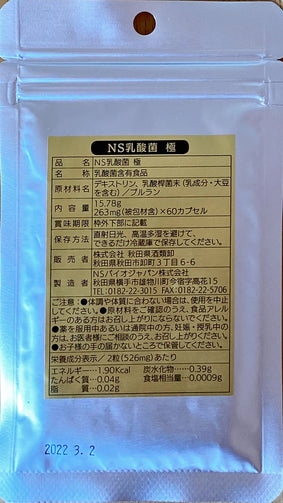 NS乳酸菌 極
品名 NS乳酸菌 極
名称 乳酸菌含有食品
原材料名 デキストリン、乳酸桿菌末（乳成分・大豆
を含む）／プルラン
内容量 15.78g
263mg（被包材含）×60カプセル
賞味期限 枠外下部に記載
保存方法 直射日光、高温多湿を避けて、
できるだけ冷蔵庫で保存してください。
販売者 株式会社 秋田県酒類卸
秋田県秋田市卸町3丁目6-6
製造者 NSバイオジャパン株式会社
秋田県横手市雄物川町今宿字高花15
TEL 0182-22-3015 FAX:0182-22-5706
ご注意：●体調や体質に合わない場合は、使用を中止
してください。●原材料をご確認のうえ、食品アレル
ギーのある方はお召し上がりにならないでください。
●薬を服用中あるいは通院中の方、妊娠・授乳中の
方は、お医者様にご相談のうえ、お召し上がりください。
●お子様の手の届かないところで保管してください。
栄養成分表示／2粒(526mg)あたり
エネルギー…1.90Kcal 炭水化物……0.39g
たんぱく質…0.04g 食塩相当量…0.0009g
脂質…0.02g
2022 3. 2